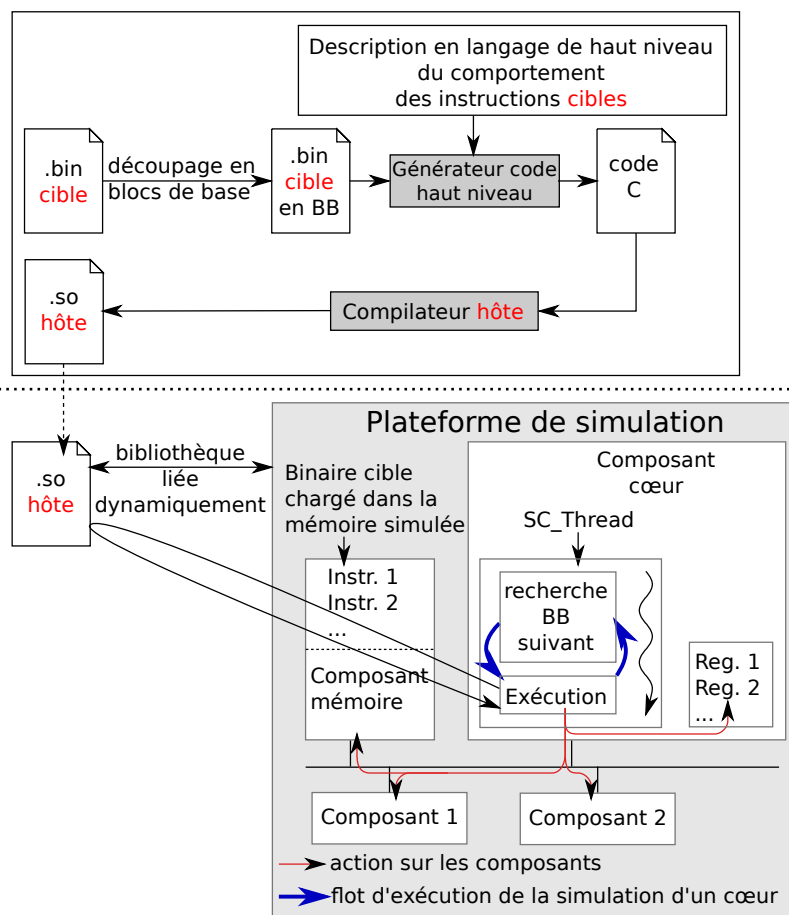 Description en langage de haut niveau
du comportement
des instructions cibles
.bin
cible
découpage en
blocs de base
.bin
cible
en BB
Générateur code
haut niveau
code
C
.so
hôte
Compilateur hôte
Plateforme de simulation
.so
hôte
bibliothèque
liée
dynamiquement
Binaire cible
chargé dans la
mémoire simulée
Composant
cœur
SC_Thread
Instr. 1
Instr. 2
...
Composant
mémoire
recherche
BB
suivant
Exécution
Reg. 1
Reg. 2
...
Composant 1
Composant 2
action sur les composants
flot d'exécution de la simulation d'un cœur